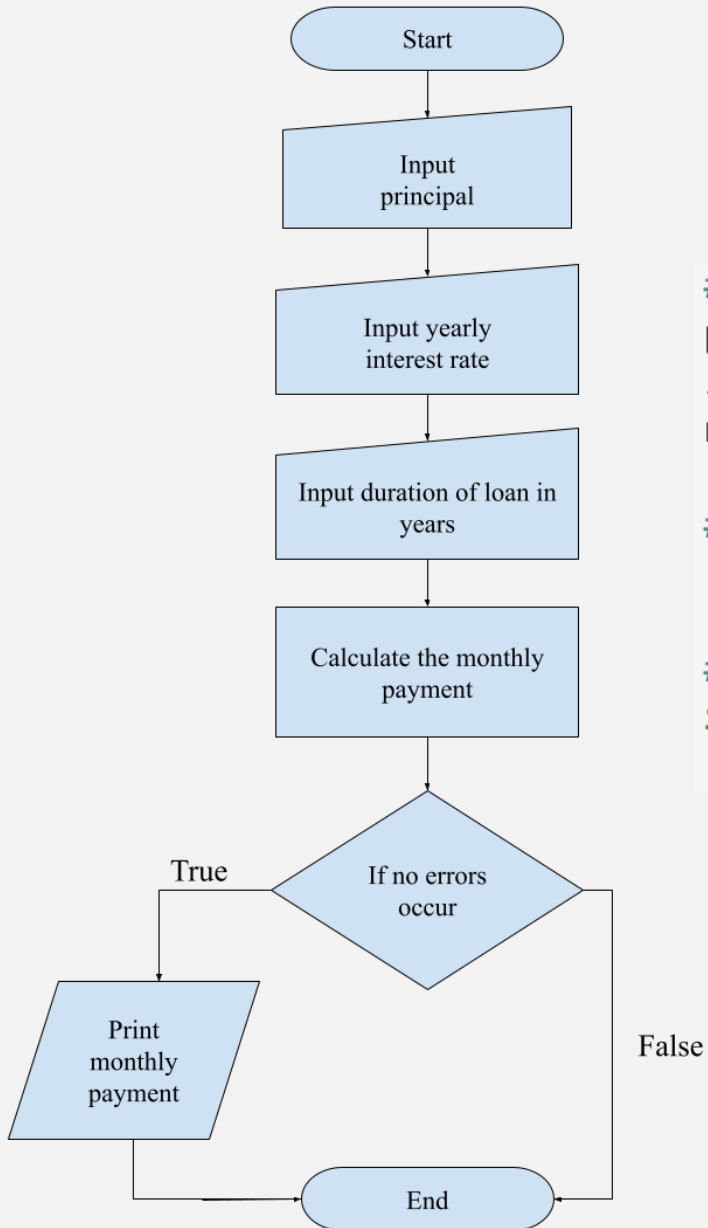 Start
Input
principal
Input yearly
interest rate
Input duration of loan in
years
Calculate the monthly
payment
If no errors
occur
True
False
Print
monthly
payment
End